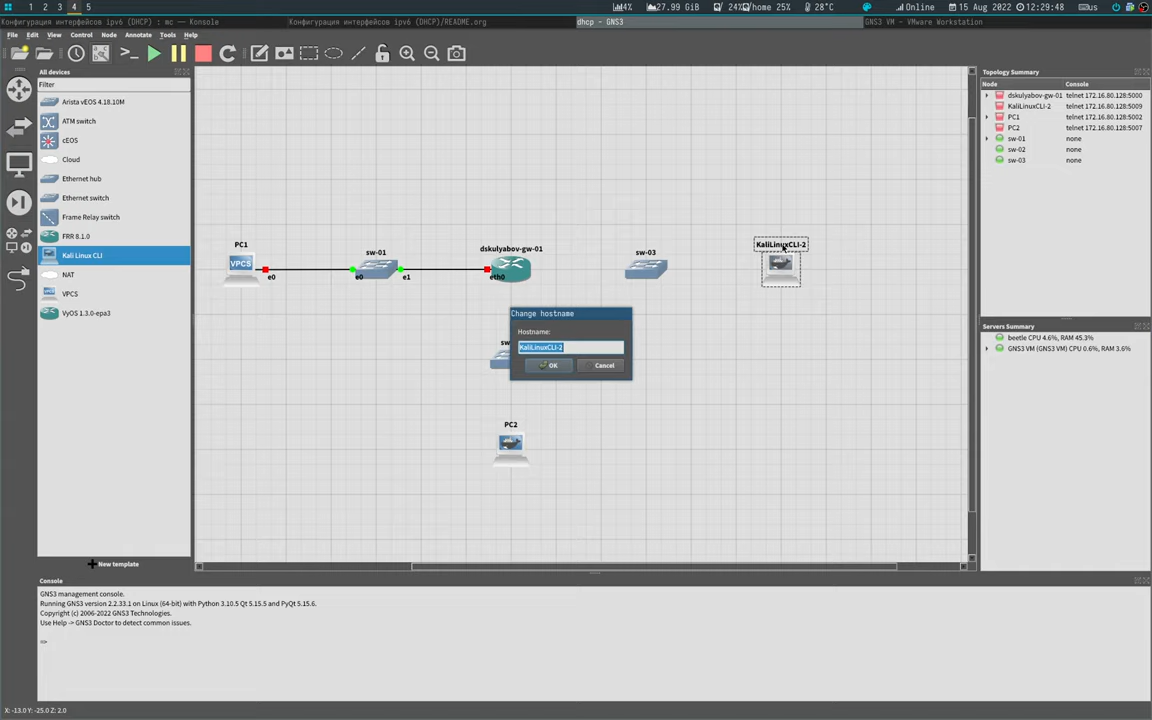 1 2 3 4 5
4% 27.99 GiB 24% /home 25% 28°C Online 15 Aug 2022 12:29:48 us
Конфигурация интерфейсов ipv6 (DHCP) : mc — Konsole
Конфигурация интерфейсов ipv6 (DHCP)/README.org
dhcp – GNS3
GNS3 VM – VMware Workstation
File Edit View Control Node Annotate Tools Help
All devices
Filter
Arista vEOS 4.18.10M
ATM switch
cEOS
Cloud
Ethernet hub
Ethernet switch
Frame Relay switch
FRR 8.1.0
Kali Linux CLI
NAT
VPCS
VyOS 1.3.0-epa3
New template
PC1
VPCS
e0
sw-01
e0
e1
dskulyabov-gw-01
eth0
sw-03
KaliLinuxCLI-2
sw
PC2
Change hostname
Hostname:
KaliLinuxCLI-2
OK Cancel
Topology Summary
Node Console
dskulyabov-gw-01 telnet 172.16.80.128:5000
KaliLinuxCLI-2 telnet 172.16.80.128:5009
PC1 telnet 172.16.80.128:5002
PC2 telnet 172.16.80.128:5007
sw-01 none
sw-02 none
sw-03 none
Servers Summary
beetle CPU 4.6%, RAM 45.3%
GNS3 VM (GNS3 VM) CPU 0.6%, RAM 3.6%
Console
GNS3 management console.
Running GNS3 version 2.2.33.1 on Linux (64-bit) with Python 3.10.5 Qt 5.15.5 and PyQt 5.15.6.
Copyright (c) 2006-2022 GNS3 Technologies.
Use Help -> GNS3 Doctor to detect common issues.
=>
X: -13.0 Y: -25.0 Z: 2.0